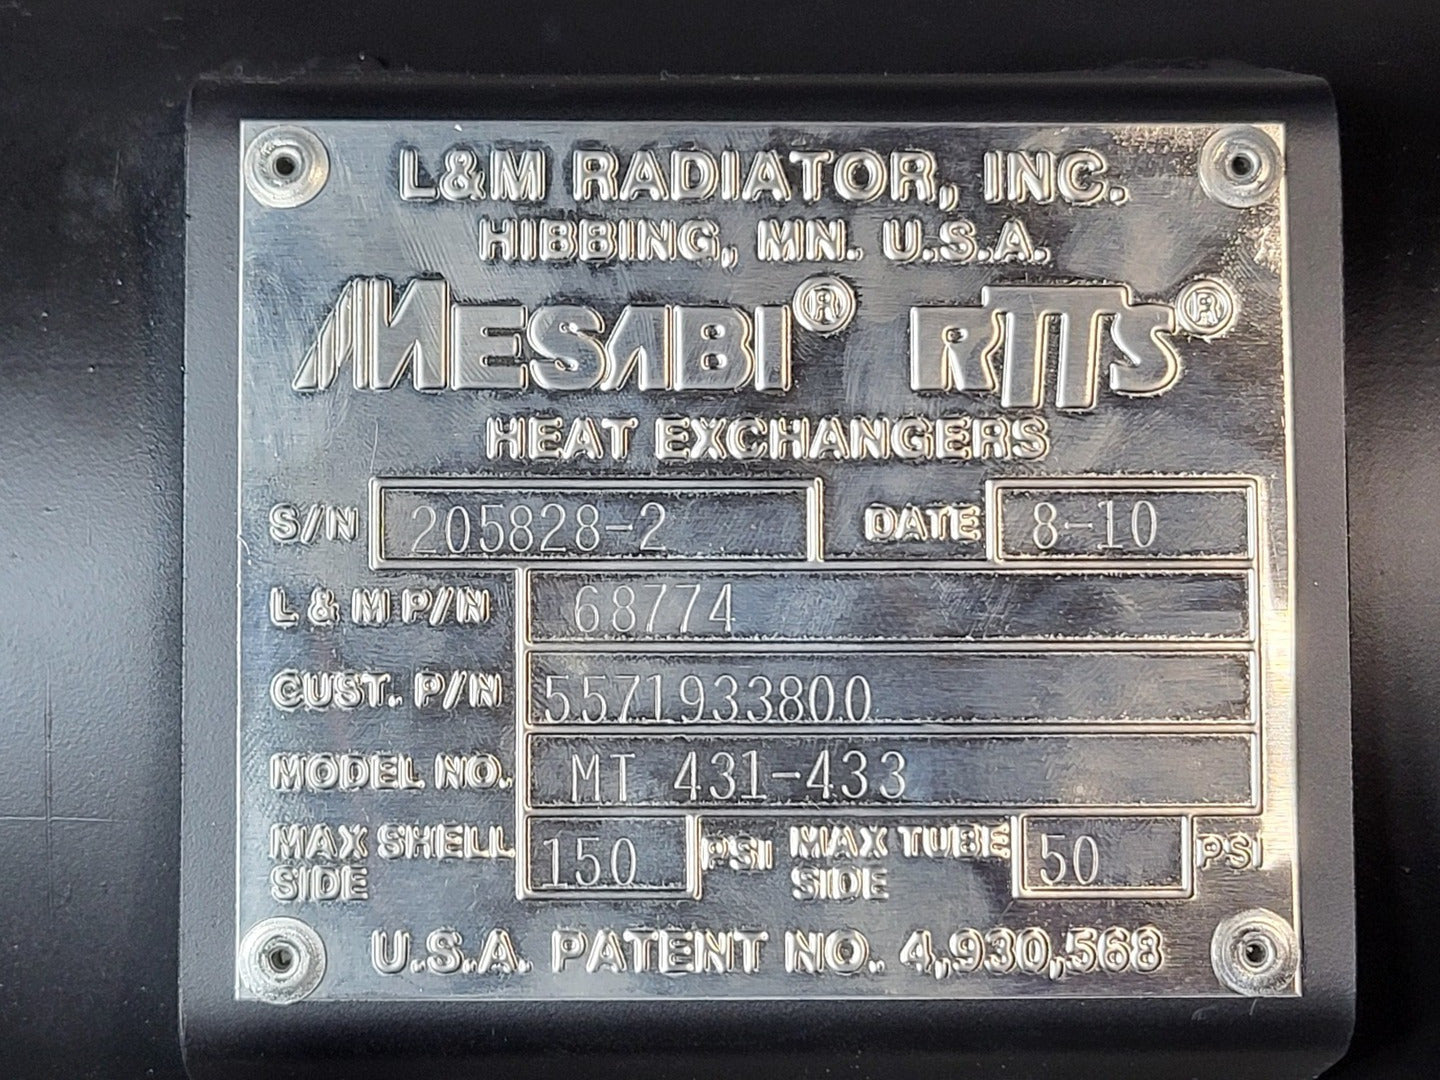 L&M RADIATOR, INC.
HIBBING, MN. U.S.A.
MESABI® RTTS®
HEAT EXCHANGERS
S/N 205828-2 DATE 8-10
L & M P/N 68774
CUST. P/N 5571933800
MODEL NO. MT 431-433
MAX SHELL SIDE 150 PSI MAX TUBE SIDE 50 PSI
U.S.A. PATENT NO. 4,930,568